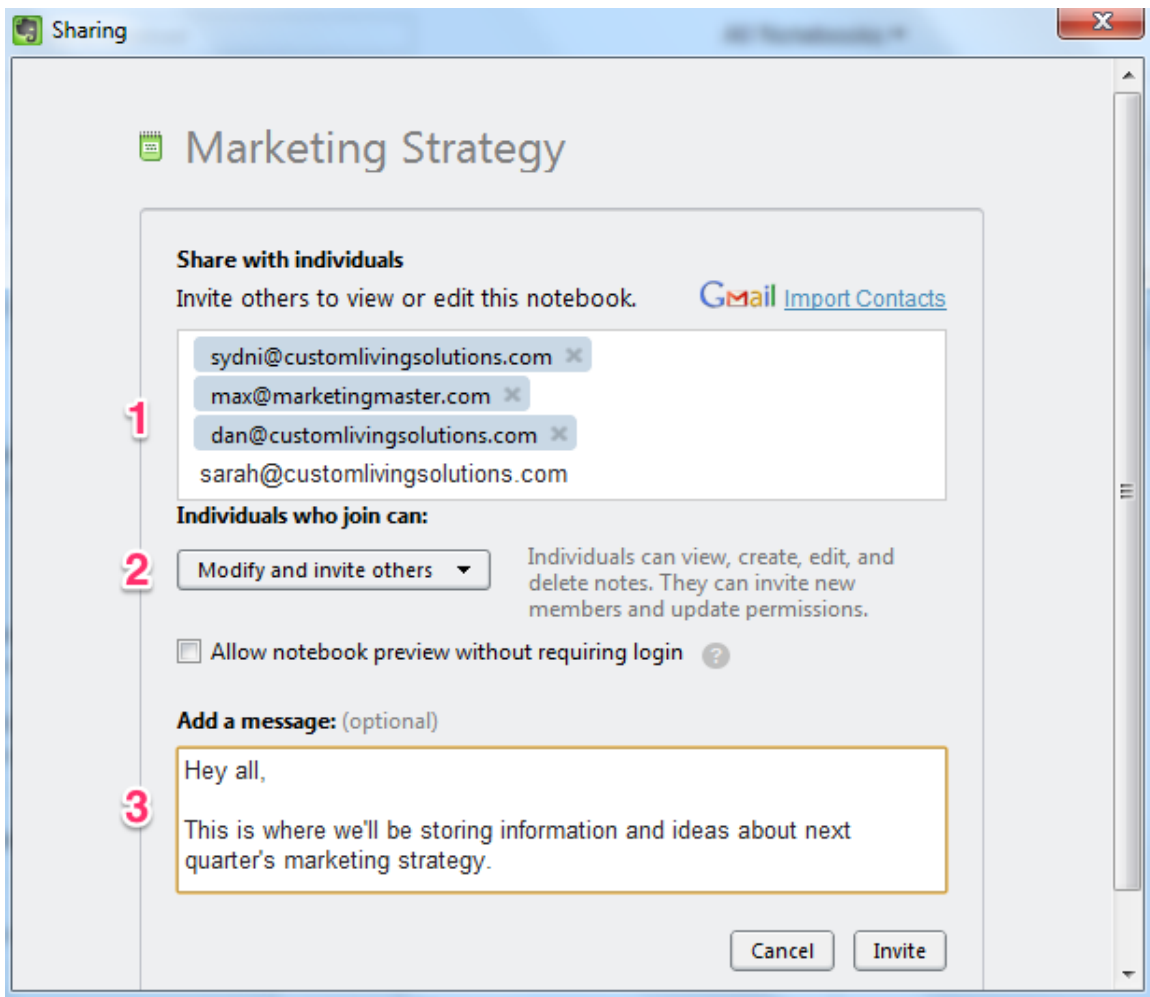 Sharing
Marketing Strategy
Share with individuals
Invite others to view or edit this notebook.
GMail Import Contacts
sydni@customlivingsolutions.com
max@marketingmaster.com
1
dan@customlivingsolutions.com
sarah@customlivingsolutions.com
Individuals who join can:
2
Modify and invite others
Individuals can view, create, edit, and
delete notes. They can invite new
members and update permissions.
Allow notebook preview without requiring login ?
Add a message: (optional)
Hey all,
3
This is where we'll be storing information and ideas about next
quarter's marketing strategy.
Cancel Invite